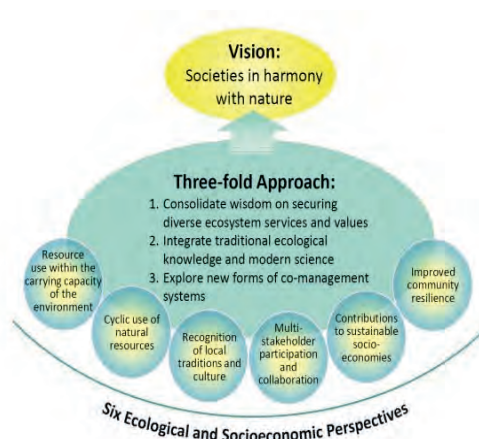 Vision:
Societies in harmony
with nature
Three-fold Approach:
1. Consolidate wisdom on securing
diverse ecosystem services and values
2. Integrate traditional ecological
knowledge and modern science
3. Explore new forms of co-management
systems
Resource
use within the
carrying capacity
of the
environment
Cyclic use of
natural
resources
Recognition
of local
traditions and
culture
Multi-
stakeholder
participation
and
collaboration
Contributions
to sustainable
socio-
economies
Improved
community
resilience
Six Ecological and Socioeconomic Perspectives